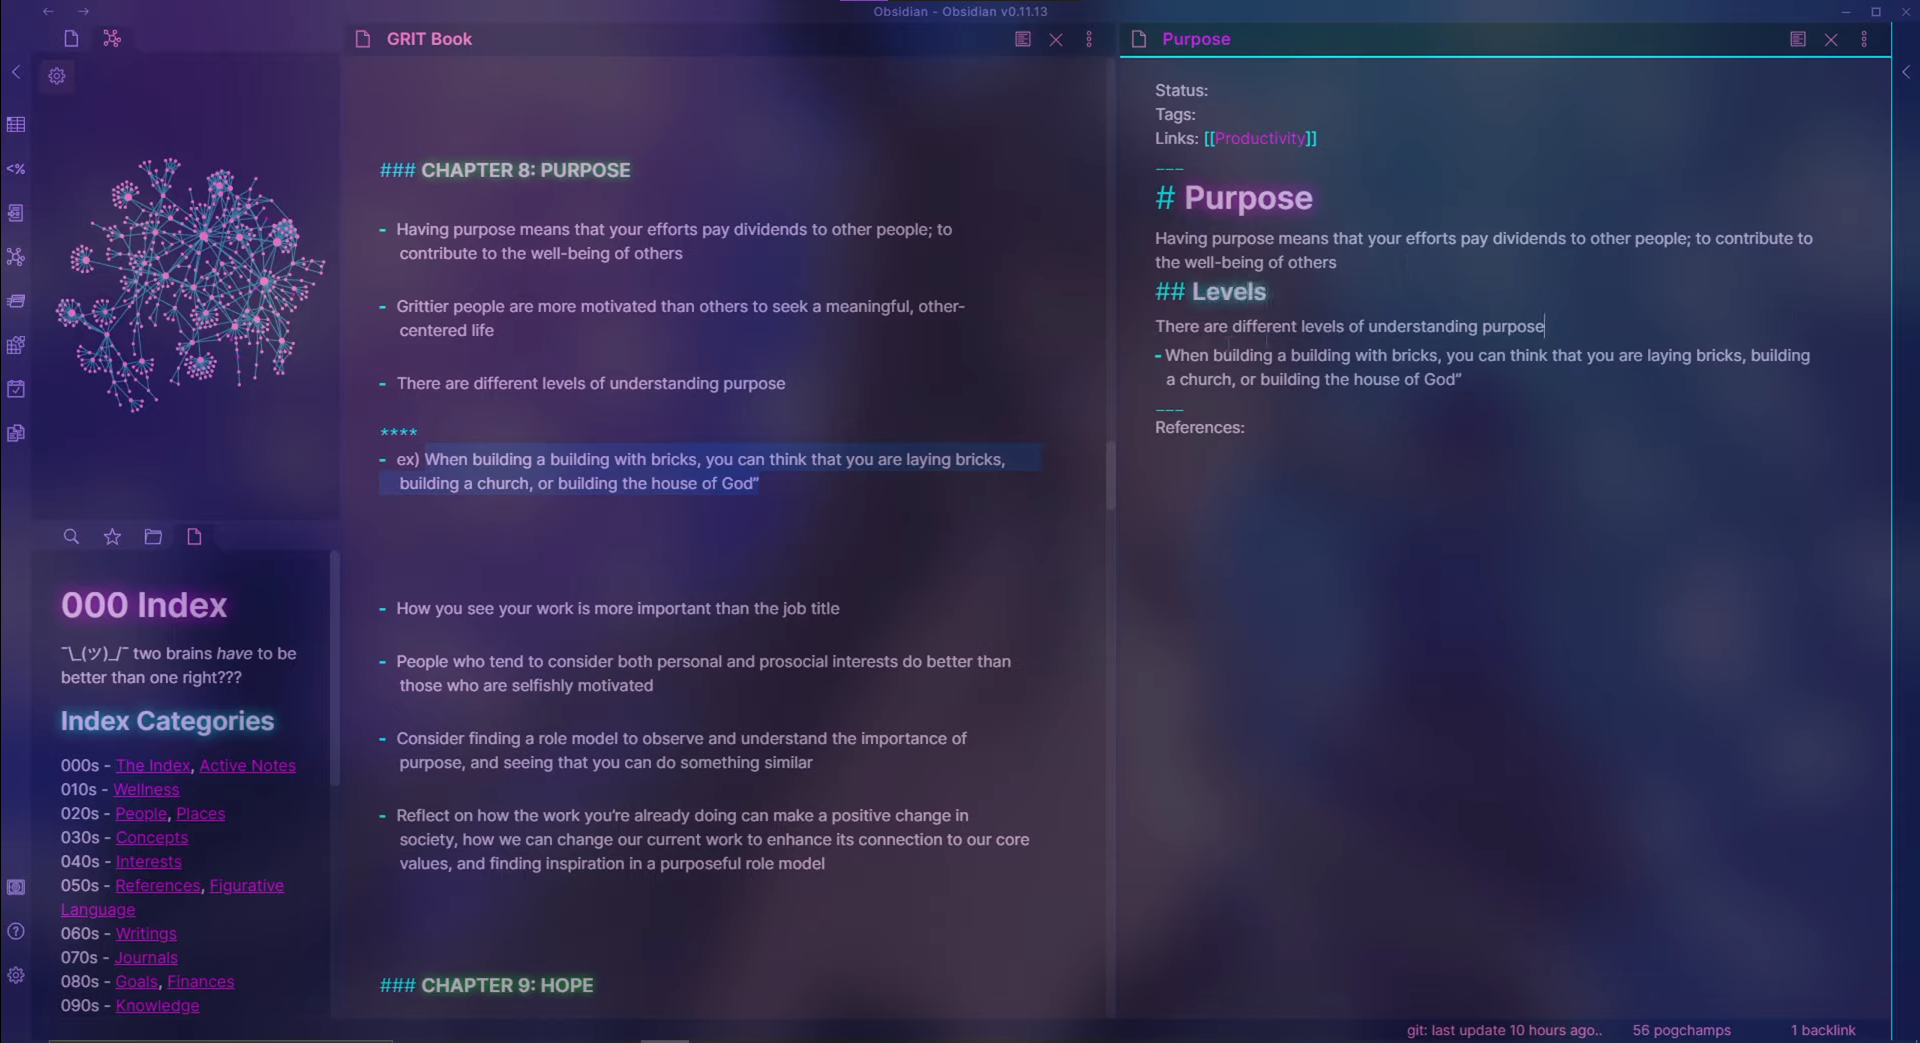 Obsidian - Obsidian v0.11.13
<%
000 Index
¯\_(ツ)_/¯ two brains have to be
better than one right???
Index Categories
000s - The Index, Active Notes
010s - Wellness
020s - People, Places
030s - Concepts
040s - Interests
050s - References, Figurative
Language
060s - Writings
070s - Journals
080s - Goals, Finances
090s - Knowledge
GRIT Book
### CHAPTER 8: PURPOSE
- Having purpose means that your efforts pay dividends to other people; to
contribute to the well-being of others
- Grittier people are more motivated than others to seek a meaningful, other-
centered life
- There are different levels of understanding purpose
****
- ex) When building a building with bricks, you can think that you are laying bricks,
building a church, or building the house of God”
- How you see your work is more important than the job title
- People who tend to consider both personal and prosocial interests do better than
those who are selfishly motivated
- Consider finding a role model to observe and understand the importance of
purpose, and seeing that you can do something similar
- Reflect on how the work you’re already doing can make a positive change in
society, how we can change our current work to enhance its connection to our core
values, and finding inspiration in a purposeful role model
### CHAPTER 9: HOPE
Purpose
Status:
Tags:
Links: [[Productivity]]
---
# Purpose
Having purpose means that your efforts pay dividends to other people; to contribute to
the well-being of others
## Levels
There are different levels of understanding purpose
- When building a building with bricks, you can think that you are laying bricks, building
a church, or building the house of God”
---
References:
git: last update 10 hours ago.. 56 pogchamps 1 backlink